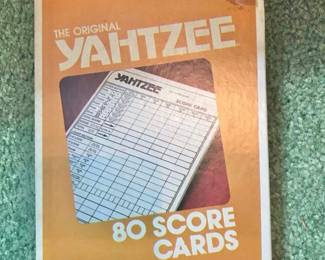 THE ORIGINAL
YAHTZEE
YAHTZEE
SCORE CARD
80 SCORE
CARDS